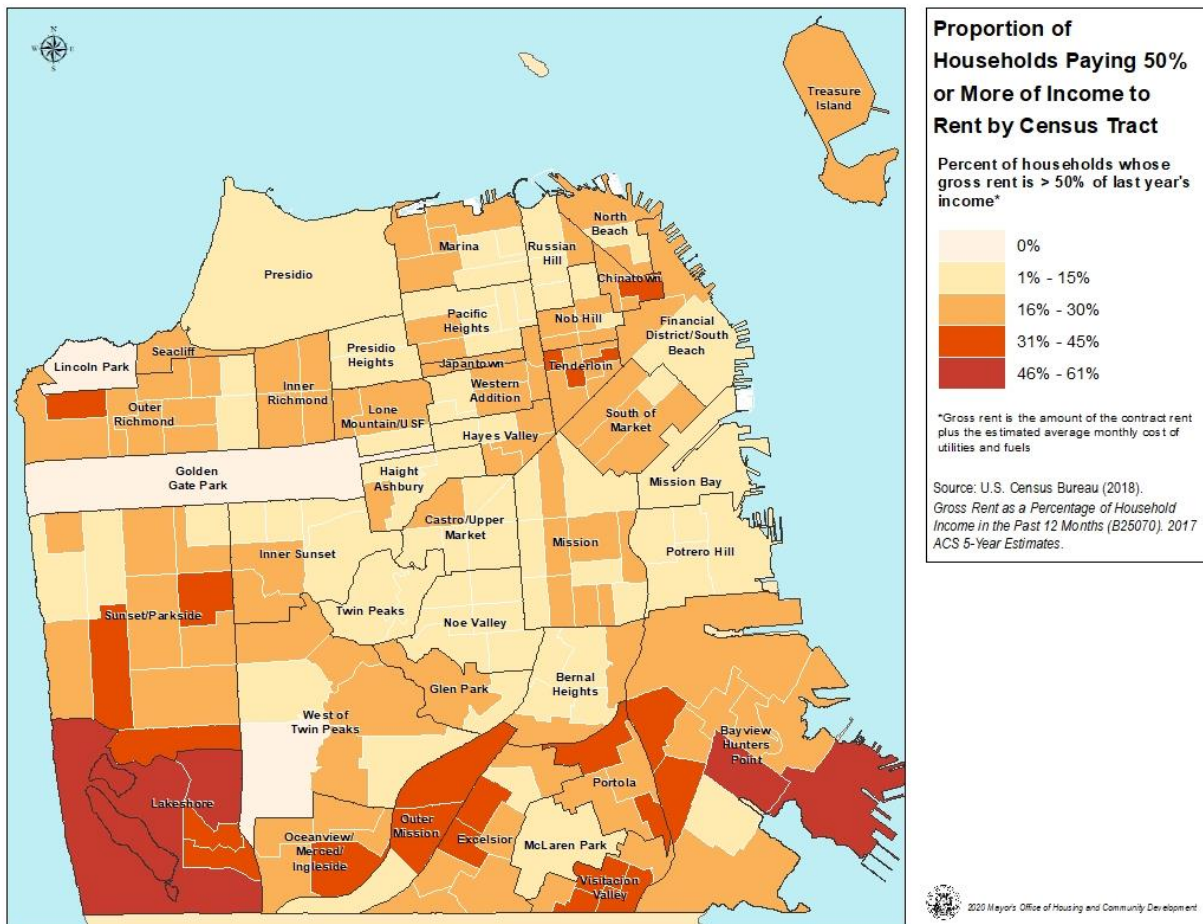 N
W
E
S
Treasure
Island
North
Beach
Marina
Russian
Hill
Presidio
Chinatown
Pacific
Heights
Nob Hill
Financial
District/South
Beach
Seacliff
Presidio
Heights
Lincoln Park
Japantown
Tenderloin
Inner
Richmond
Western
Addition
Outer
Richmond
Lone
Mountain/USF
South of
Market
Hayes Valley
Golden
Gate Park
Haight
Ashbury
Mission Bay
Castro/Upper
Market
Inner Sunset
Mission
Potrero Hill
Twin Peaks
Sunset/Parkside
Noe Valley
Glen Park
Bernal
Heights
West of
Twin Peaks
Bayview
Hunters
Point
Portola
Lakeshore
Outer
Mission
Oceanview/
Merced/
Ingleside
Excelsior
McLaren Park
Visitacion
Valley
Proportion of
Households Paying 50%
or More of Income to
Rent by Census Tract
Percent of households whose
gross rent is > 50% of last year's
income*
0%
1% - 15%
16% - 30%
31% - 45%
46% - 61%
*Gross rent is the amount of the contract rent
plus the estimated average monthly cost of
utilities and fuels
Source: U.S. Census Bureau (2018).
Gross Rent as a Percentage of Household
Income in the Past 12 Months (B25070). 2017
ACS 5-Year Estimates.
2020 Mayor's Office of Housing and Community Development